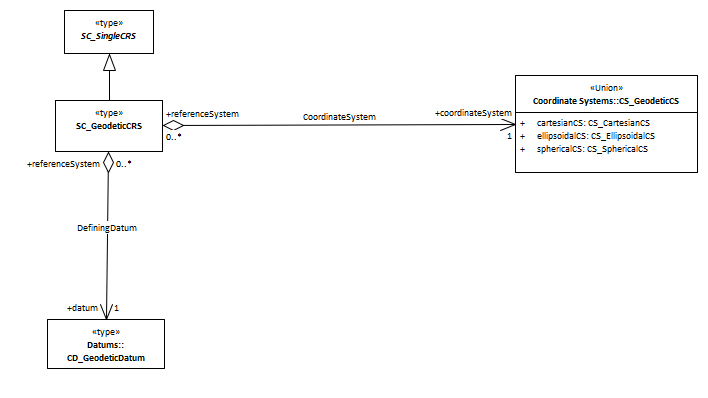 «type»
SC_SingleCRS
«type»
SC_GeodeticCRS
+referenceSystem
0..*
CoordinateSystem
+coordinateSystem
1
«Union»
Coordinate Systems::CS_GeodeticCS
+ cartesianCS: CS_CartesianCS
+ ellipsoidalCS: CS_EllipsoidalCS
+ sphericalCS: CS_SphericalCS
+referenceSystem
0..*
DefiningDatum
+datum
1
«type»
Datums::
CD_GeodeticDatum